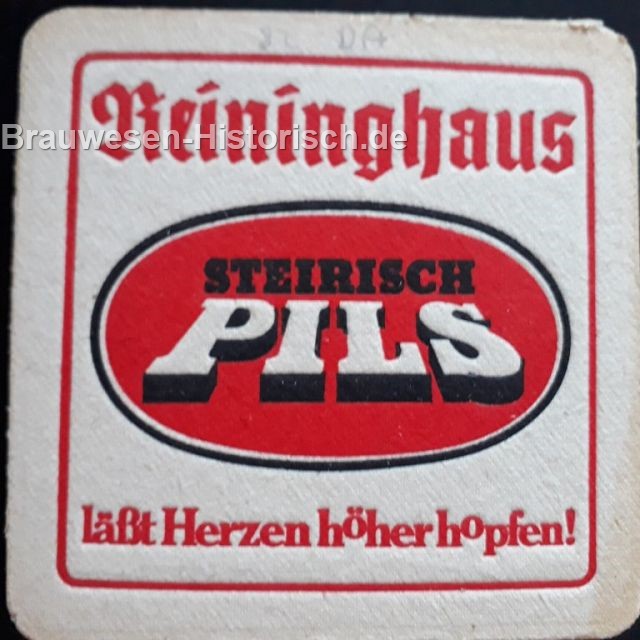 Reininghaus
Brauwesen-Historisch.de
STEIRISCH
PILS
läßt Herzen höher hopfen!